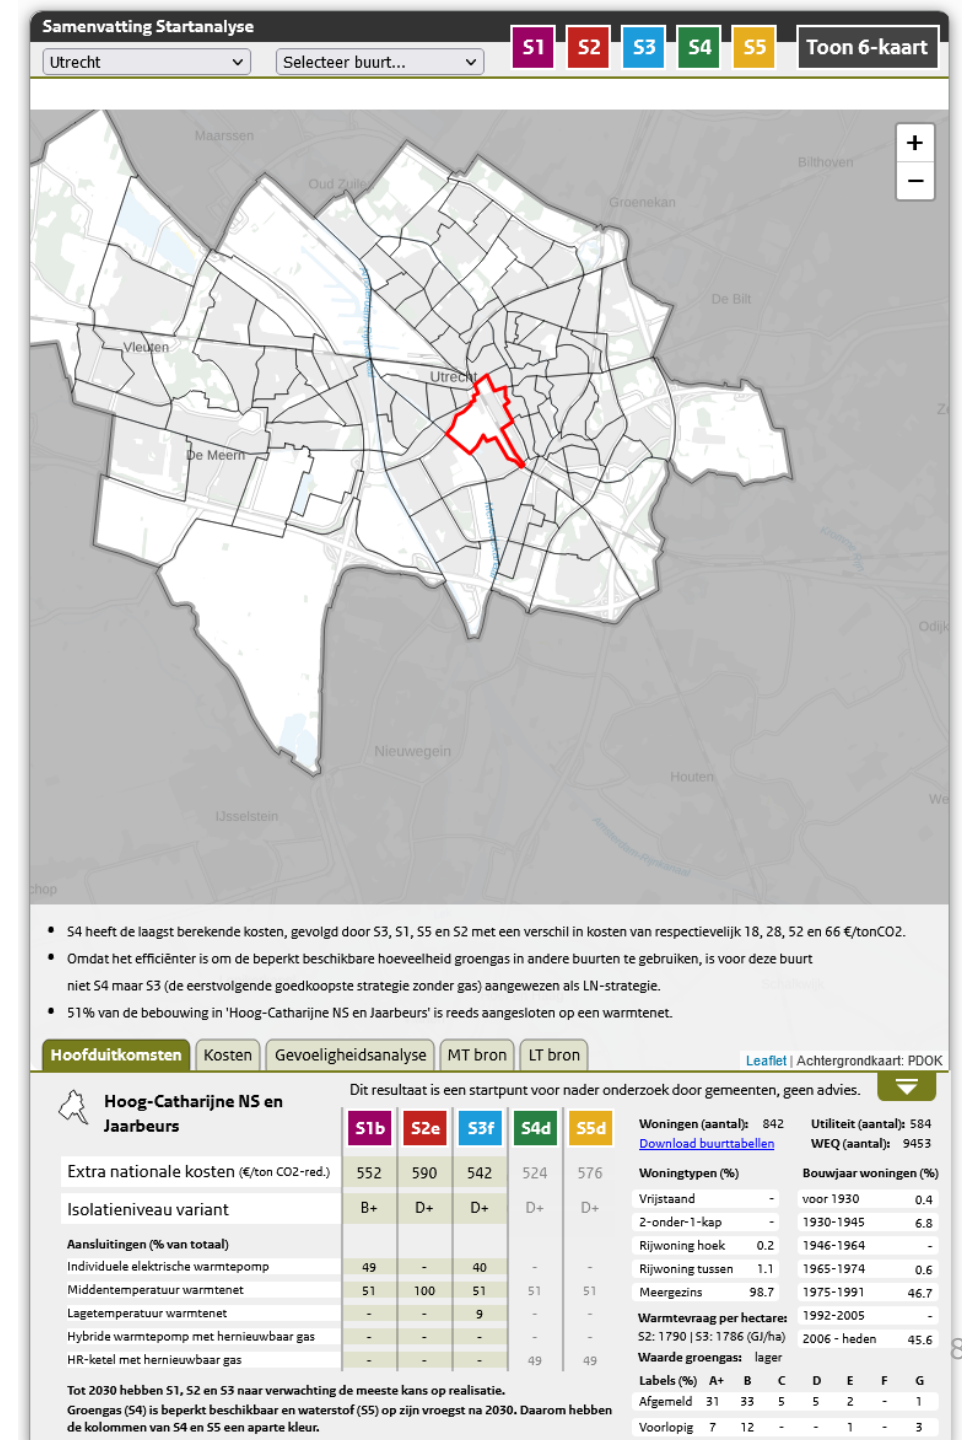 Samenvatting Startanalyse
Utrecht
Selecteer buurt...
S1 S2 S3 S4 S5 Toon 6-kaart
+
−
Maarssen
Bilthoven
Oud Zuilen
Groenekan
De Bilt
Vleuten
Utrecht
De Meern
Kromme Rijn
Odijk
Nieuwegein
Houten
IJsselstein
Amsterdam-Rijnkanaal
• S4 heeft de laagst berekende kosten, gevolgd door S3, S1, S5 en S2 met een verschil in kosten van respectievelijk 18, 28, 52 en 66 €/tonCO2.
• Omdat het efficiënter is om de beperkt beschikbare hoeveelheid groengas in andere buurten te gebruiken, is voor deze buurt
niet S4 maar S3 (de eerstvolgende goedkoopste strategie zonder gas) aangewezen als LN-strategie.
• 51% van de bebouwing in 'Hoog-Catharijne NS en Jaarbeurs' is reeds aangesloten op een warmtenet.
Hoofduitkomsten Kosten Gevoeligheidsanalyse MT bron LT bron
Leaflet | Achtergrondkaart: PDOK
Dit resultaat is een startpunt voor nader onderzoek door gemeenten, geen advies.
Hoog-Catharijne NS en
Jaarbeurs
S1b S2e S3f S4d S5d
Extra nationale kosten (€/ton CO2-red.) 552 590 542 524 576
Isolatieniveau variant B+ D+ D+ D+ D+
Aansluitingen (% van totaal)
Individuele elektrische warmtepomp 49 - 40 - -
Middentemperatuur warmtenet 51 100 51 51 51
Lagetemperatuur warmtenet - - 9 - -
Hybride warmtepomp met hernieuwbaar gas - - - - -
HR-ketel met hernieuwbaar gas - - - 49 49
Tot 2030 hebben S1, S2 en S3 naar verwachting de meeste kans op realisatie.
Groengas (S4) is beperkt beschikbaar en waterstof (S5) op zijn vroegst na 2030. Daarom hebben
de kolommen van S4 en S5 een aparte kleur.
Woningen (aantal): 842
Download buurttabellen
Utiliteit (aantal): 584
WEQ (aantal): 9453
Woningtypen (%)
Vrijstaand -
2-onder-1-kap -
Rijwoning hoek 0.2
Rijwoning tussen 1.1
Meergezins 98.7
Bouwjaar woningen (%)
voor 1930 0.4
1930-1945 6.8
1946-1964 -
1965-1974 0.6
1975-1991 46.7
1992-2005 -
2006 - heden 45.6
Warmtevraag per hectare:
S2: 1790 | S3: 1786 (GJ/ha)
Waarde groengas: lager
Labels (%) A+ B C D E F G
Afgemeld 31 33 5 5 2 - 1
Voorlopig 7 12 - - 1 - 3
8